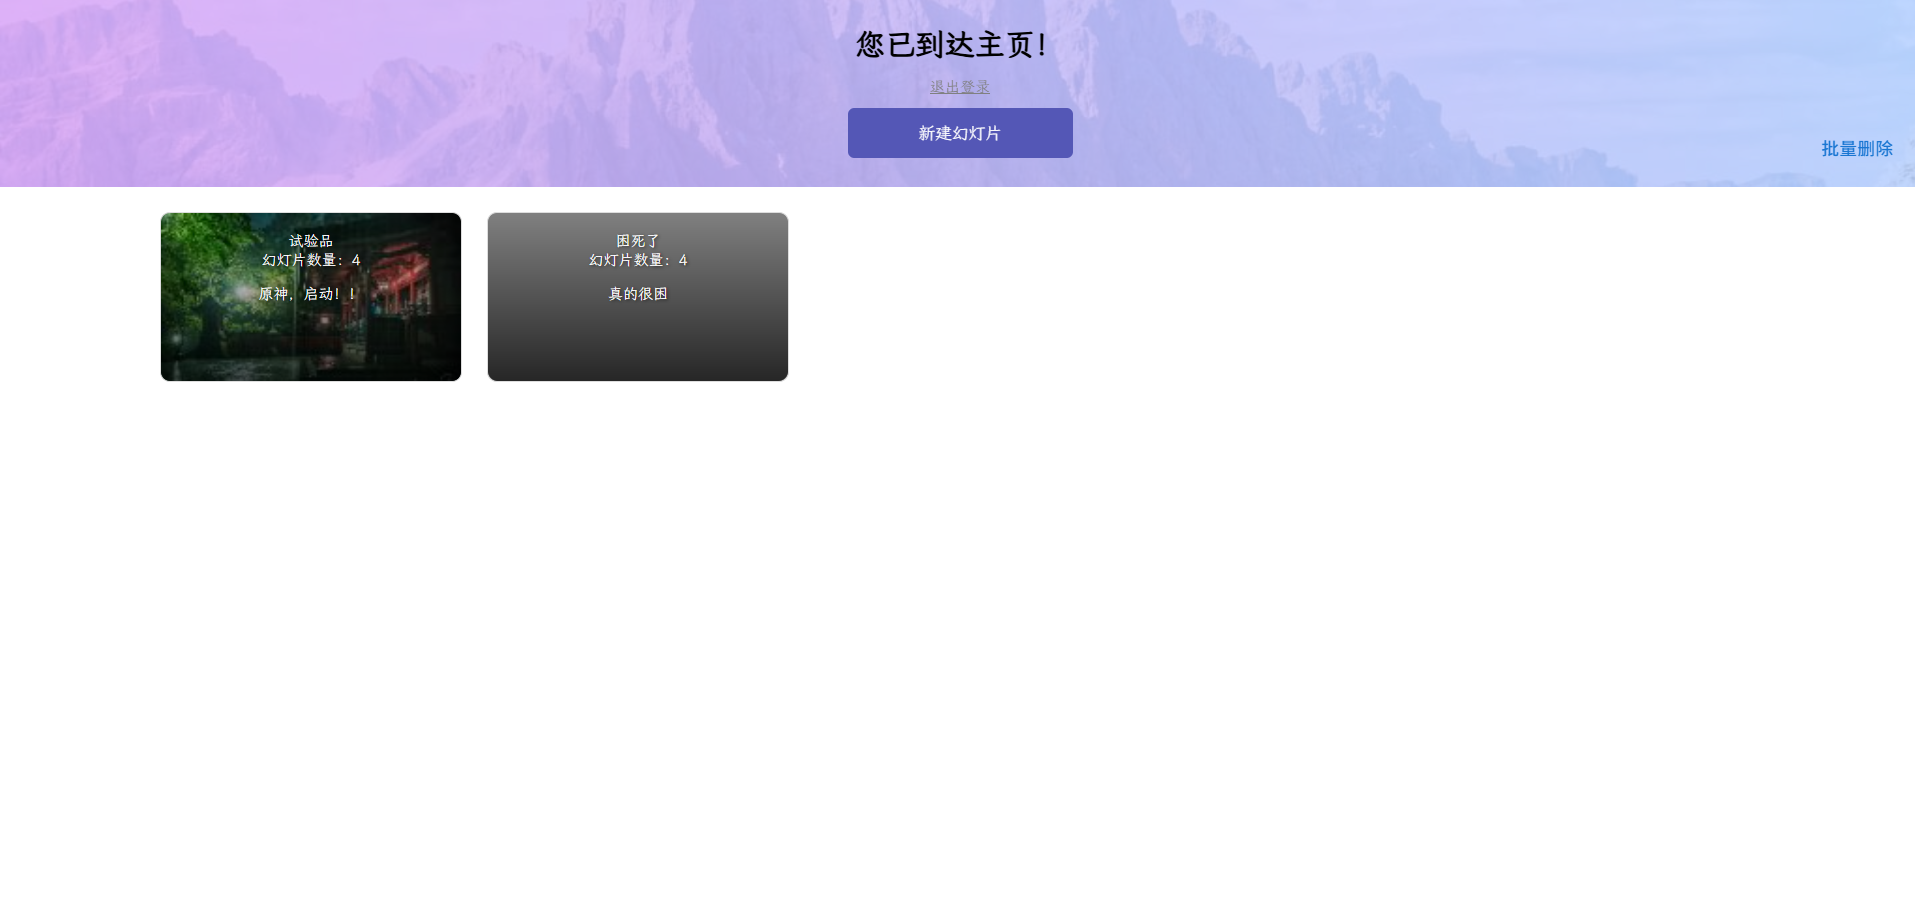 您已到达主页！
退出登录
新建幻灯片
批量删除
试验品
幻灯片数量：4
原神，启动！！
困死了
幻灯片数量：4
真的很困